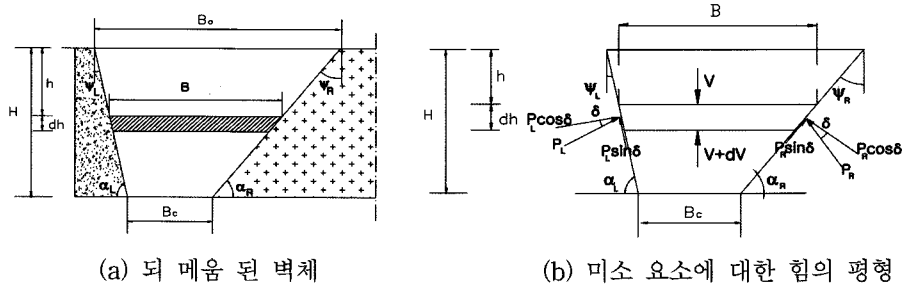 Bₒ
H
h
dh
ψL
B
ψR
αL
αR
Bc
(a) 되 메움 된 벽체
B
H
h
dh
ψL
V
ψR
PLcosδ
δ
PL
PLsinδ
V+dV
PRsinδ
δ
PRcosδ
PR
αL
αR
Bc
(b) 미소 요소에 대한 힘의 평형